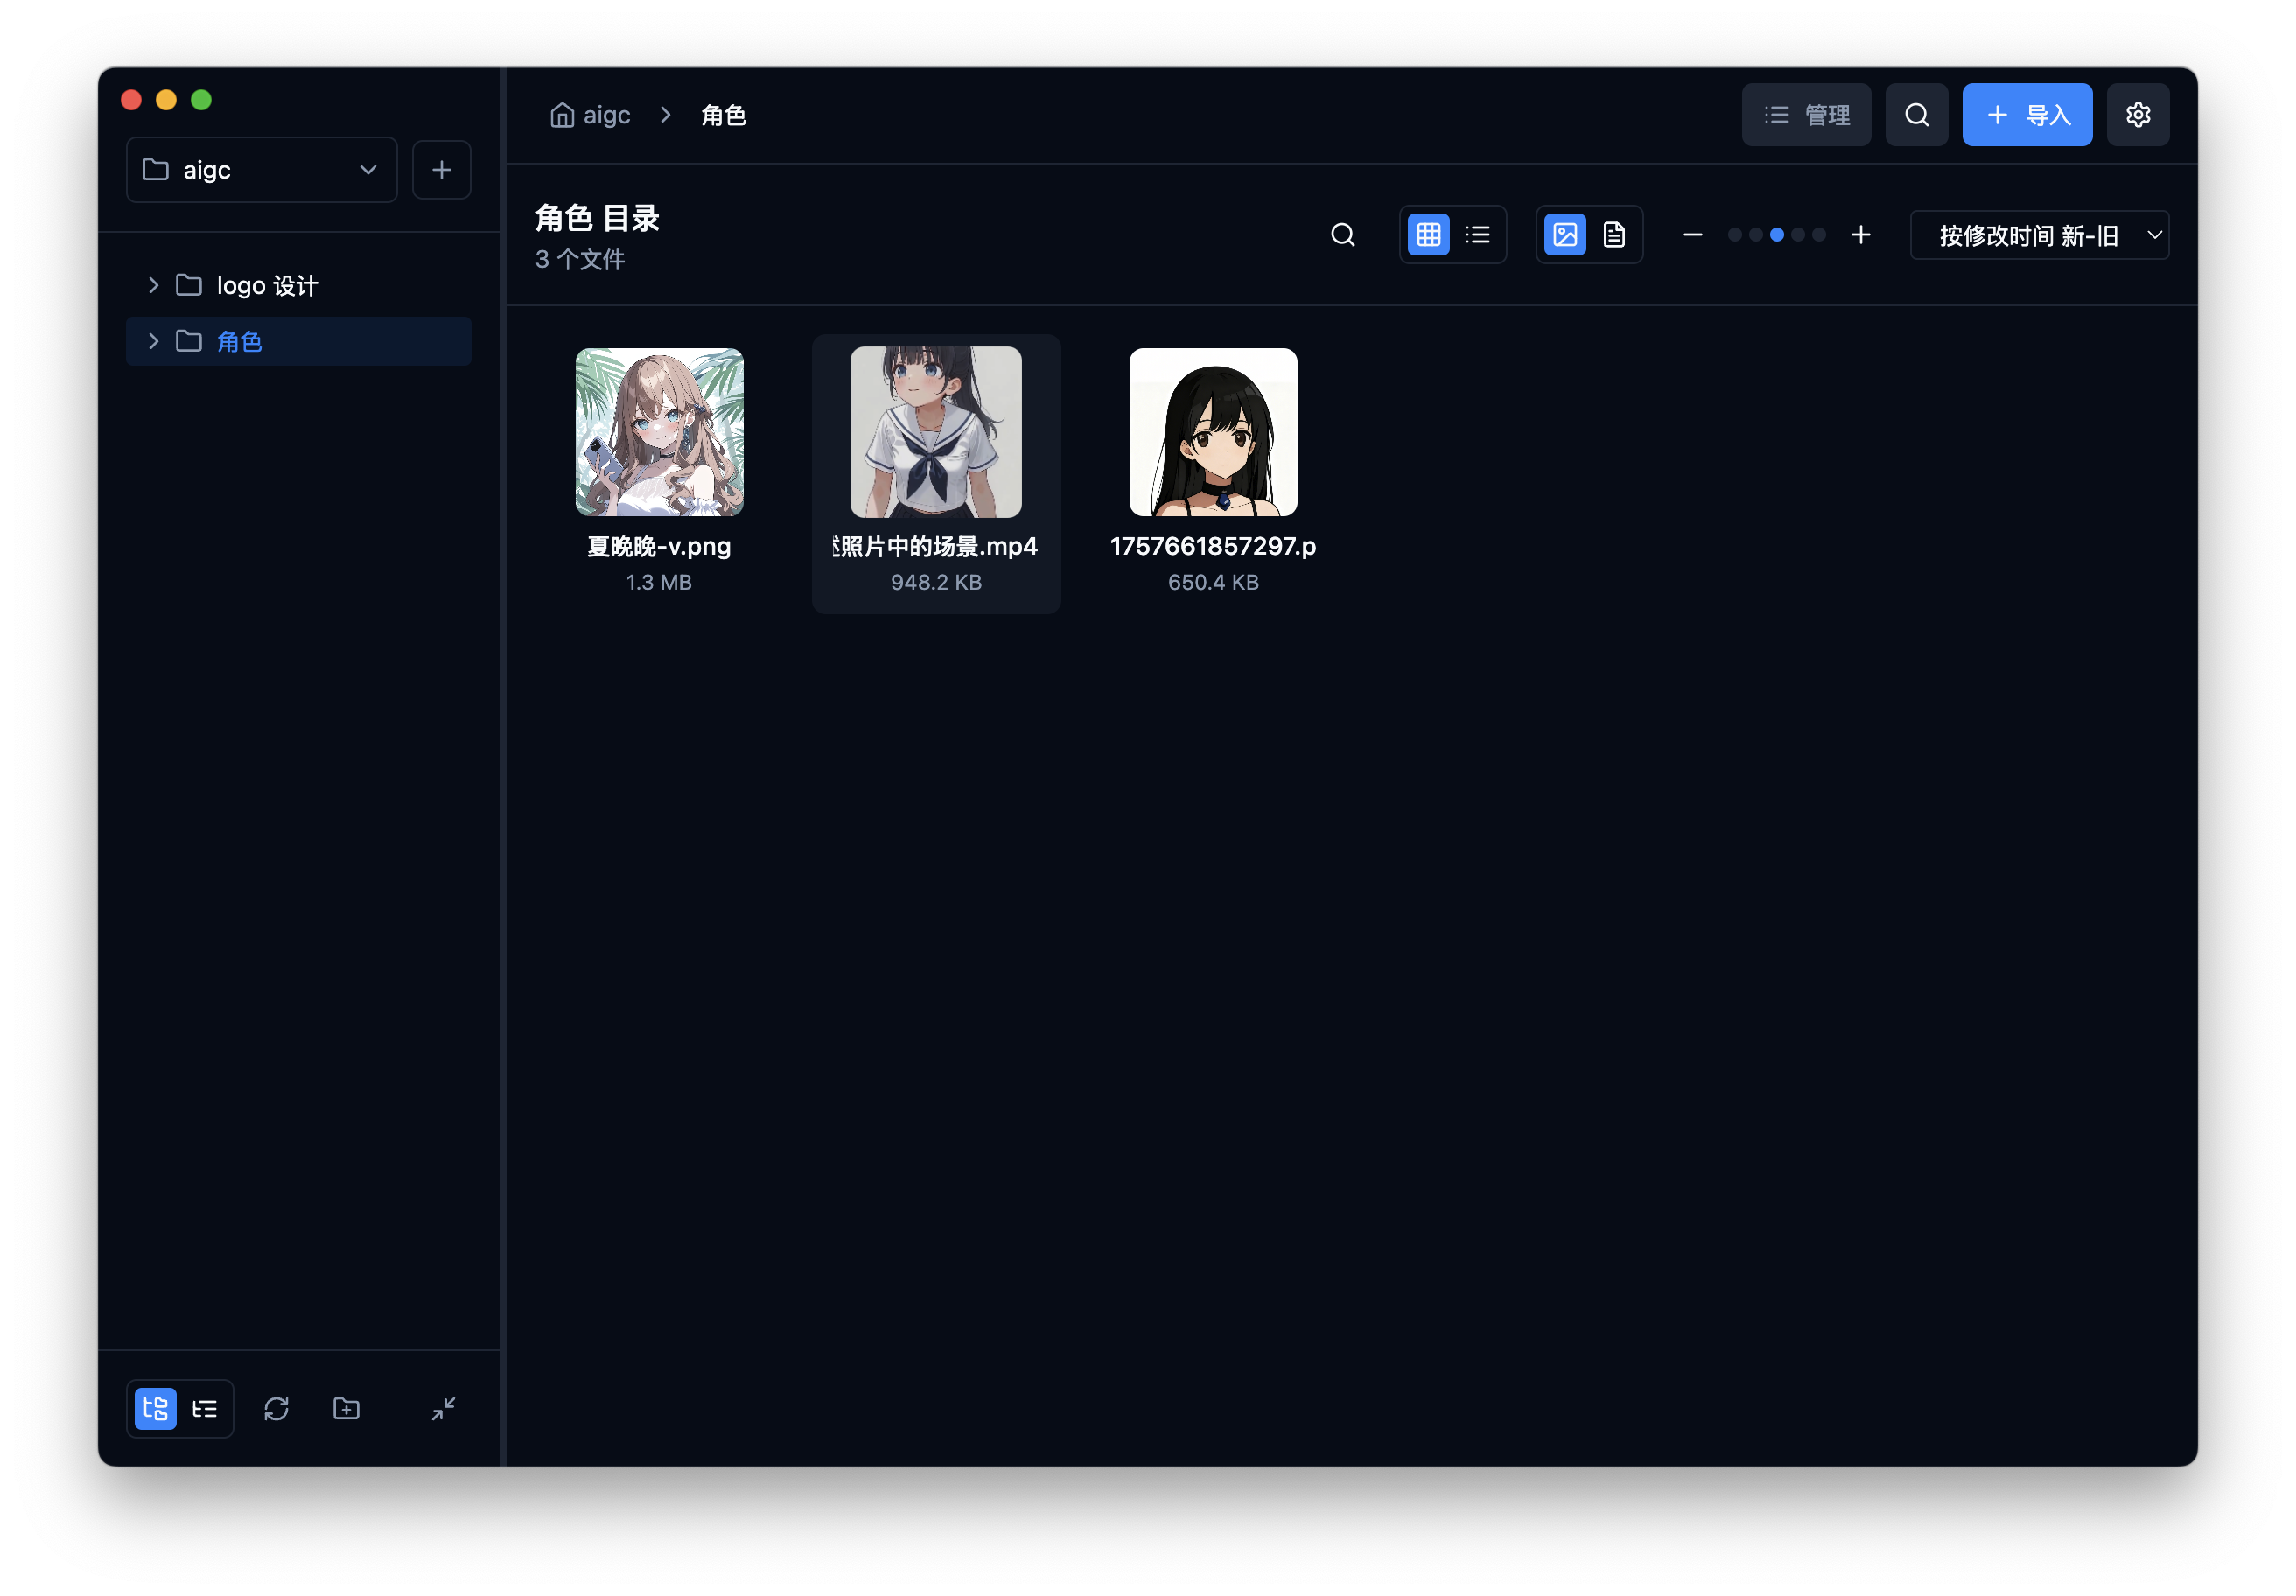 aigc
logo 设计
角色
aigc
角色
管理
导入
角色 目录
3 个文件
按修改时间 新-旧
夏晚晚-v.png
1.3 MB
照片中的场景.mp4
948.2 KB
1757661857297.p
650.4 KB